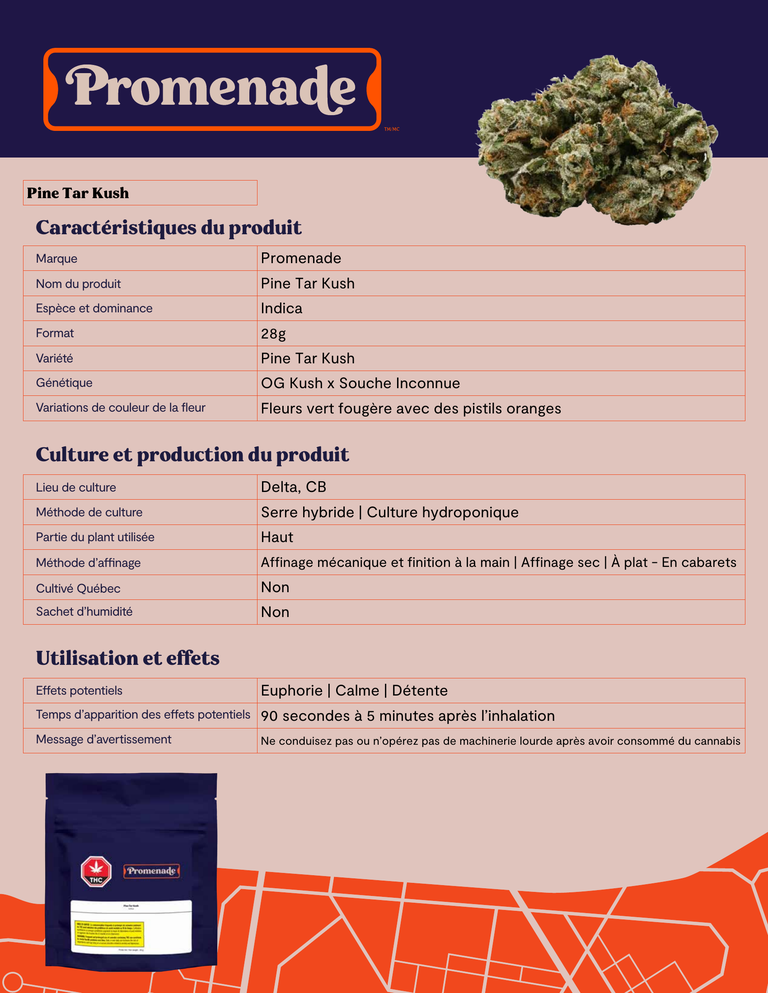 Promenade
TM/MC
Pine Tar Kush
Caractéristiques du produit
Marque Promenade
Nom du produit Pine Tar Kush
Espèce et dominance Indica
Format 28g
Variété Pine Tar Kush
Génétique OG Kush x Souche Inconnue
Variations de couleur de la fleur Fleurs vert fougère avec des pistils oranges
Culture et production du produit
Lieu de culture Delta, CB
Méthode de culture Serre hybride | Culture hydroponique
Partie du plant utilisée Haut
Méthode d'affinage Affinage mécanique et finition à la main | Affinage sec | À plat - En cabarets
Cultivé Québec Non
Sachet d'humidité Non
Utilisation et effets
Effets potentiels Euphorie | Calme | Détente
Temps d'apparition des effets potentiels 90 secondes à 5 minutes après l'inhalation
Message d'avertissement Ne conduisez pas ou n'opérez pas de machinerie lourde après avoir consommé du cannabis
THC
Promenade